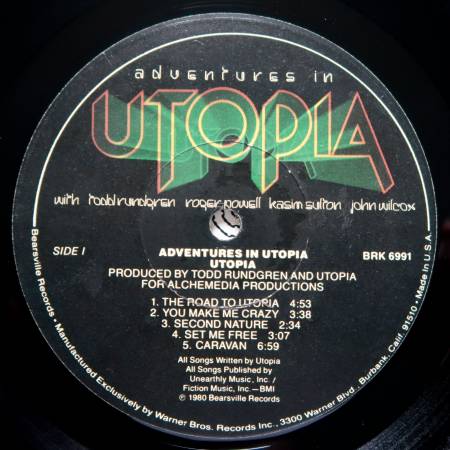 adventures in
UTOPIA
with todd rundgren roger powell kasim sulton john wilcox
SIDE 1
ADVENTURES IN UTOPIA
BRK 6991
UTOPIA
PRODUCED BY TODD RUNDGREN AND UTOPIA
FOR ALCHEMEDIA PRODUCTIONS
1. THE ROAD TO UTOPIA 4:53
2. YOU MAKE ME CRAZY 3:38
3. SECOND NATURE 2:34
4. SET ME FREE 3:07
5. CARAVAN 6:59
All Songs Written by Utopia
All Songs Published by
Unearthly Music, Inc. /
Fiction Music, Inc.—BMI
℗ 1980 Bearsville Records
Bearsville Records • Manufactured Exclusively by Warner Bros. Records Inc., 3300 Warner Blvd., Burbank, Calif. 91510 • Made in U.S.A.